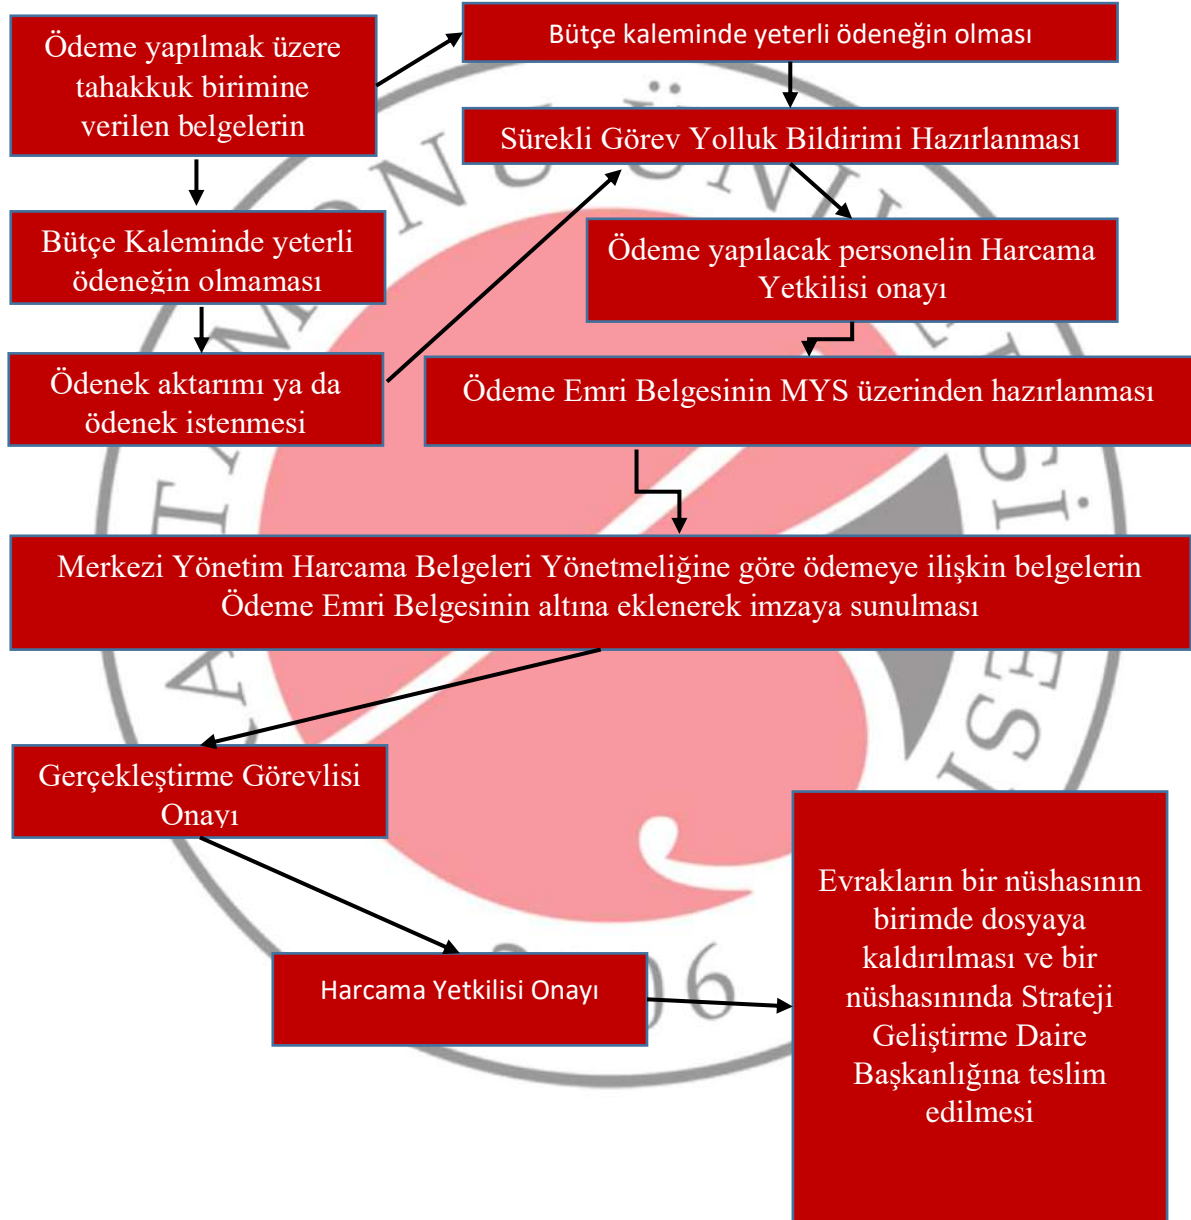 Ödeme yapılmak üzere
tahakkuk birimine
verilen belgelerin
Bütçe kaleminde yeterli ödeneğin olması
Sürekli Görev Yolluk Bildirimi Hazırlanması
Bütçe Kaleminde yeterli
ödeneğin olmaması
Ödeme yapılacak personelin Harcama
Yetkilisi onayı
Ödenek aktarımı ya da
ödenek istenmesi
Ödeme Emri Belgesinin MYS üzerinden hazırlanması
Merkezi Yönetim Harcama Belgeleri Yönetmeliğine göre ödemeye ilişkin belgelerin
Ödeme Emri Belgesinin altına eklenerek imzaya sunulması
Gerçekleştirme Görevlisi
Onayı
Harcama Yetkilisi Onayı
Evrakların bir nüshasının
birimde dosyaya
kaldırılması ve bir
nüshasınında Strateji
Geliştirme Daire
Başkanlığına teslim
edilmesi